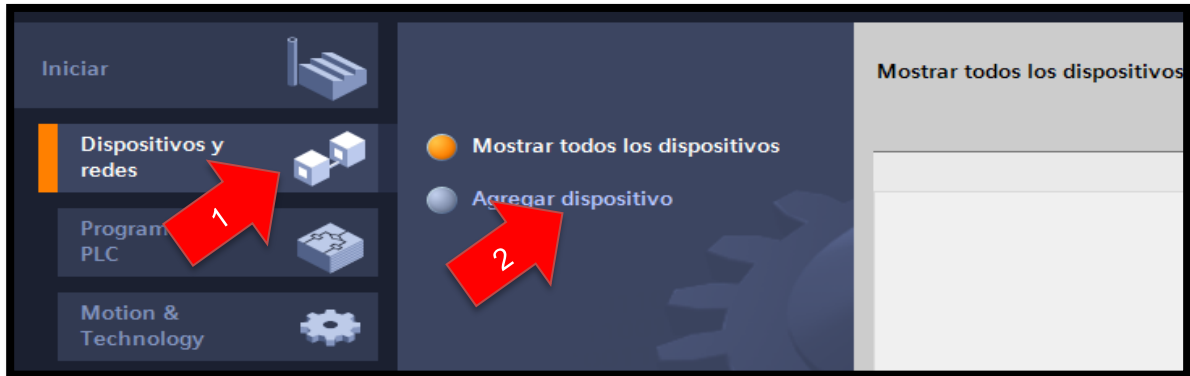 Iniciar
Dispositivos y
redes
PLC
Motion &
Technology
Mostrar todos los dispositivos
Agregar dispositivo
Mostrar todos los dispositivos
1
2